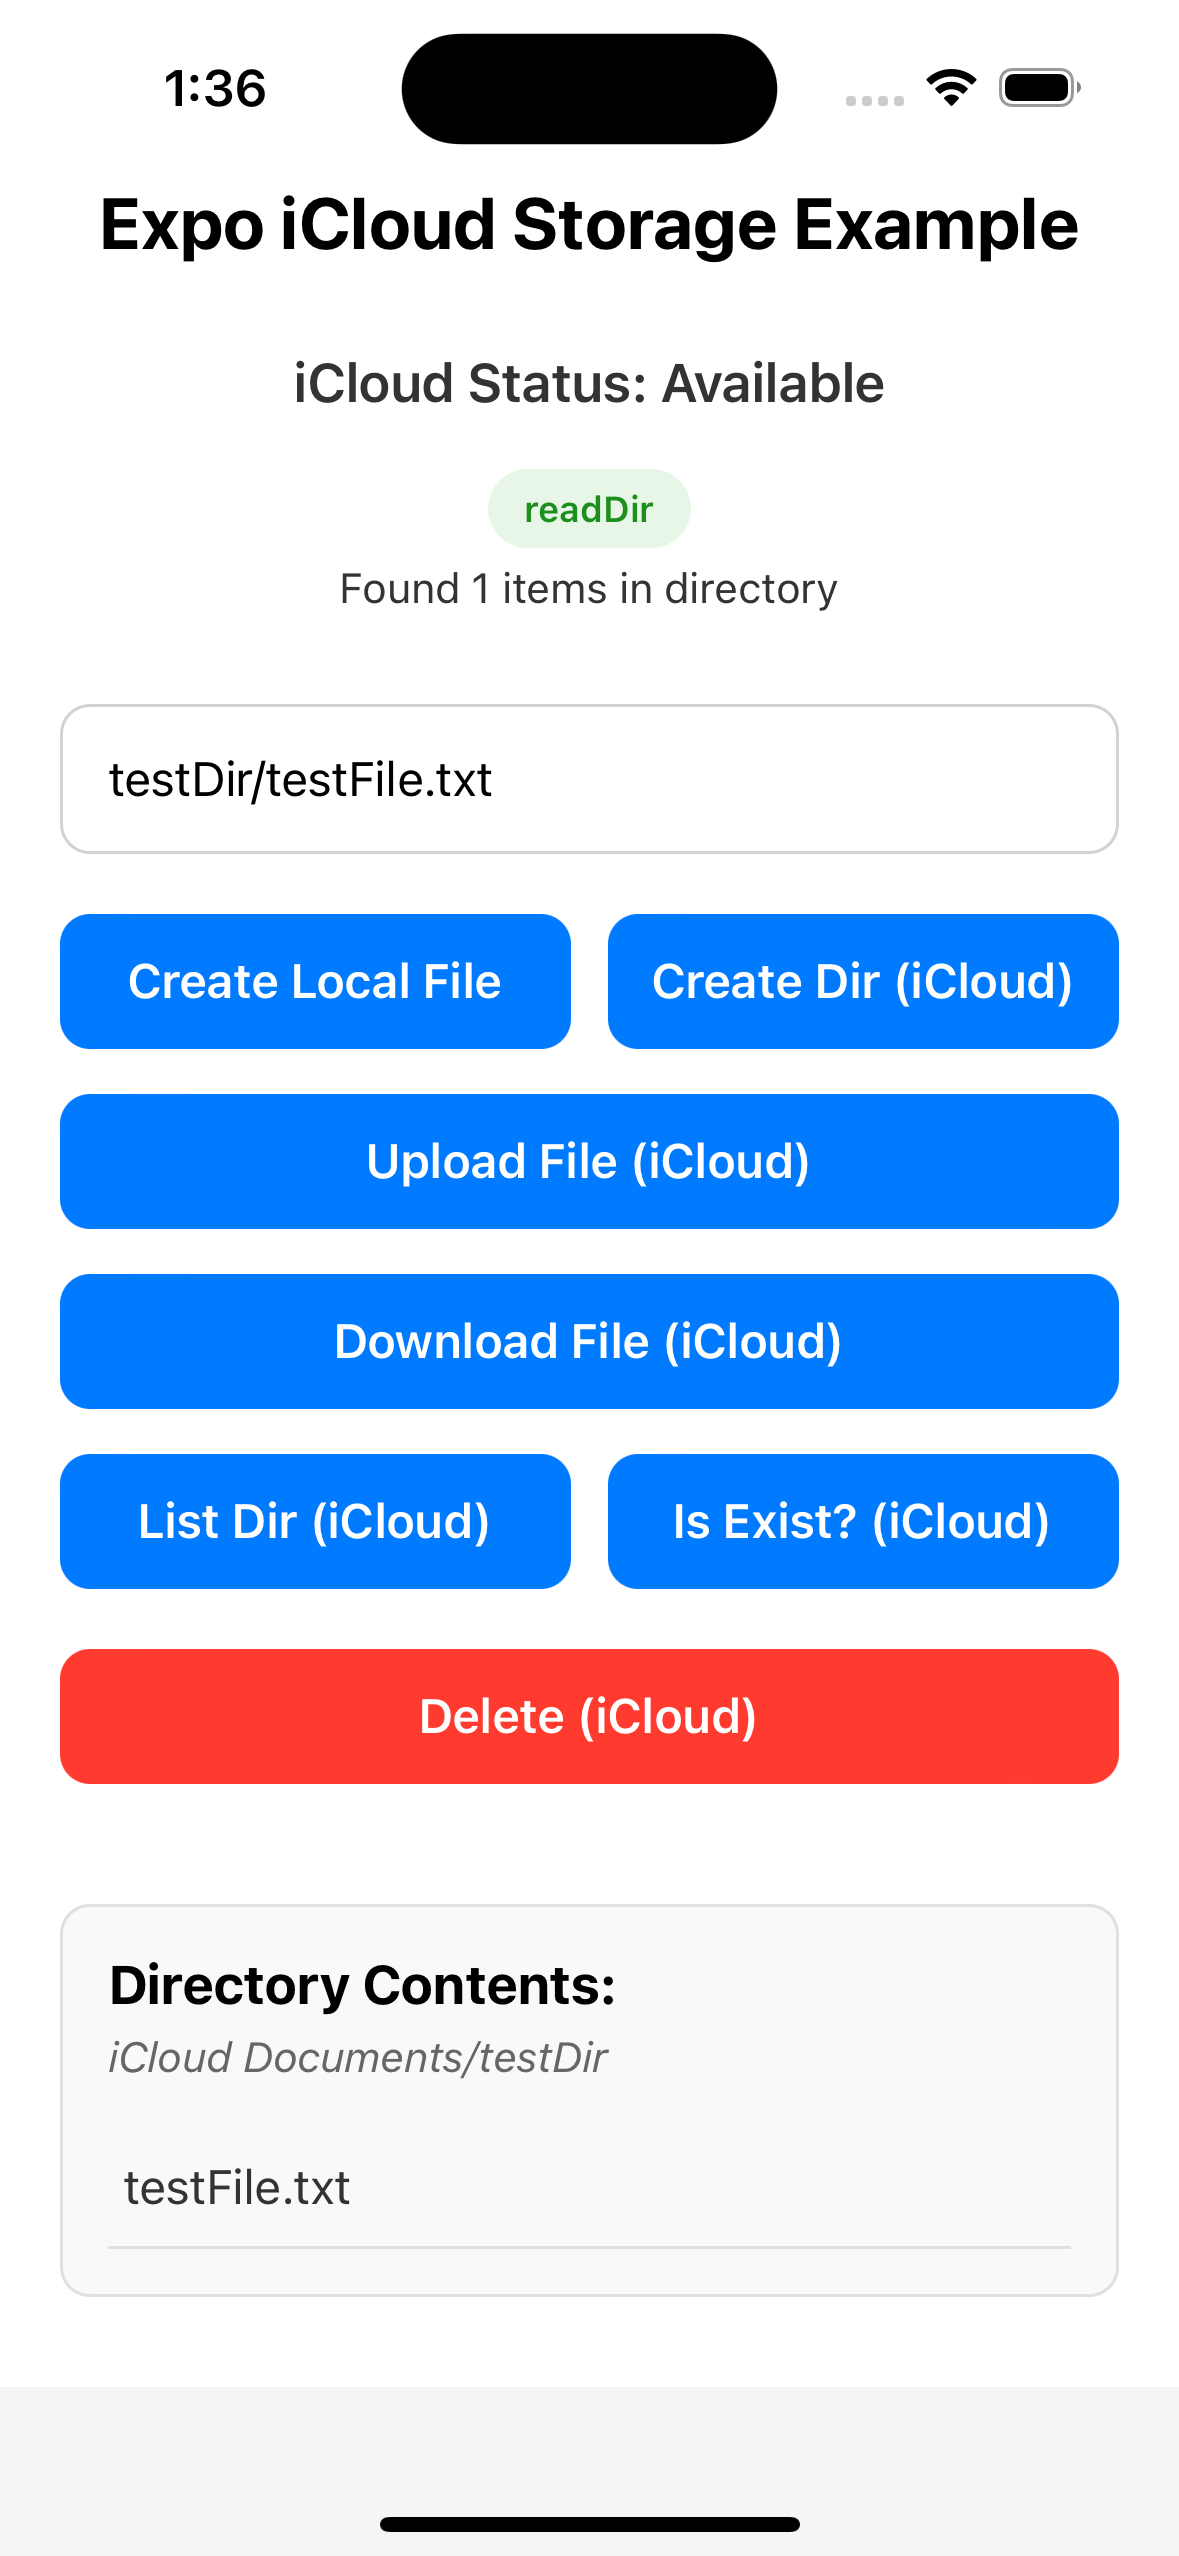 1:36
Expo iCloud Storage Example
iCloud Status: Available
readDir
Found 1 items in directory
testDir/testFile.txt
Create Local File
Create Dir (iCloud)
Upload File (iCloud)
Download File (iCloud)
List Dir (iCloud)
Is Exist? (iCloud)
Delete (iCloud)
Directory Contents:
iCloud Documents/testDir
testFile.txt